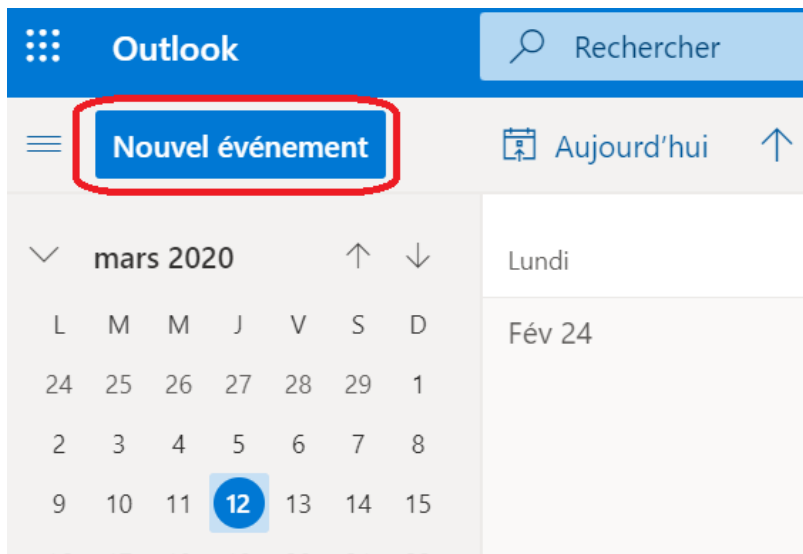 Outlook
Rechercher
Nouvel événement
Aujourd'hui
mars 2020
Lundi
L M M J V S D
Fév 24
24 25 26 27 28 29 1
2 3 4 5 6 7 8
9 10 11 12 13 14 15